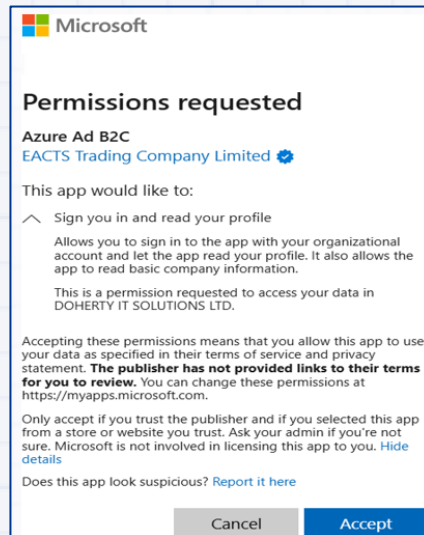 Microsoft
Permissions requested
Azure Ad B2C
EACTS Trading Company Limited
This app would like to:
Sign you in and read your profile
Allows you to sign in to the app with your organizational
account and let the app read your profile. It also allows the
app to read basic company information.
This is a permission requested to access your data in
DOHERTY IT SOLUTIONS LTD.
Accepting these permissions means that you allow this app to use
your data as specified in their terms of service and privacy
statement. The publisher has not provided links to their terms
for you to review. You can change these permissions at
https://myapps.microsoft.com.
Only accept if you trust the publisher and if you selected this app
from a store or website you trust. Ask your admin if you're not
sure. Microsoft is not involved in licensing this app to you. Hide
details
Does this app look suspicious? Report it here
Cancel Accept